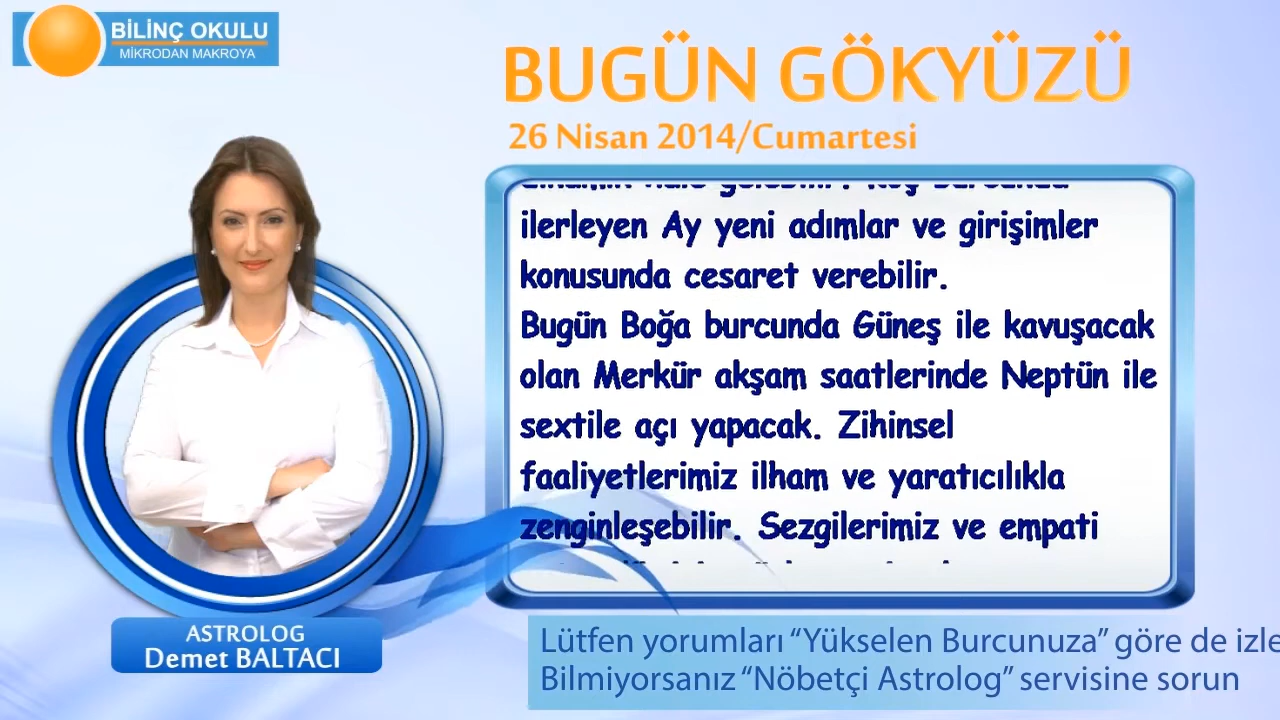 BİLİNÇ OKULU
MİKRODAN MAKROYA
BUGÜN GÖKYÜZÜ
26 Nisan 2014/Cumartesi
ilerleyen Ay yeni adımlar ve girişimler
konusunda cesaret verebilir.
Bugün Boğa burcunda Güneş ile kavuşacak
olan Merkür akşam saatlerinde Neptün ile
sextile açı yapacak. Zihinsel
faaliyetlerimiz ilham ve yaratıcılıkla
zenginleşebilir. Sezgilerimiz ve empati
ASTROLOG
Demet BALTACI
Lütfen yorumları “Yükselen Burcunuza” göre de izle
Bilmiyorsanız “Nöbetçi Astrolog” servisine sorun